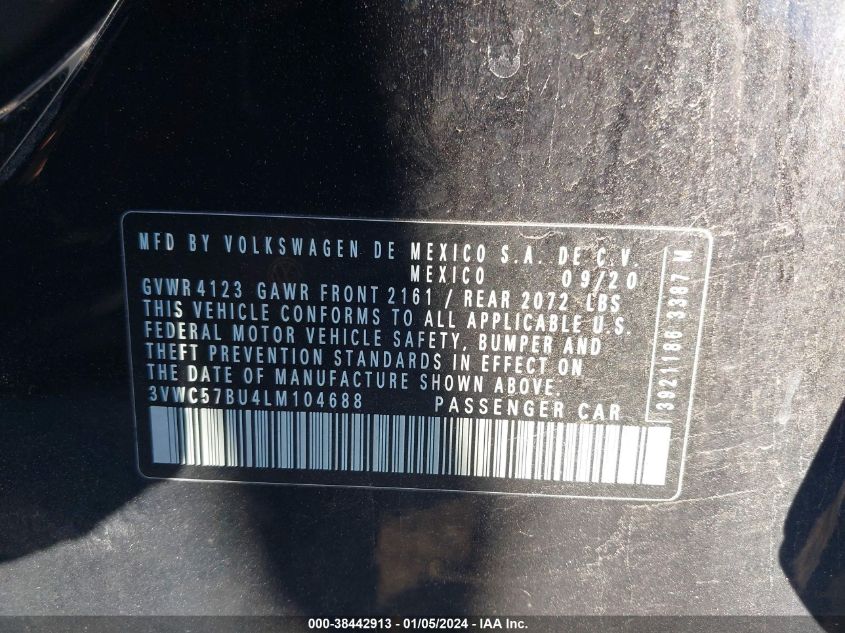 MFD BY VOLKSWAGEN DE MEXICO S.A. DE C.V.
MEXICO 09/20
GVWR 4123 GAWR FRONT 2161 / REAR 2072 LBS
THIS VEHICLE CONFORMS TO ALL APPLICABLE U.S.
FEDERAL MOTOR VEHICLE SAFETY, BUMPER AND
THEFT PREVENTION STANDARDS IN EFFECT ON
THE DATE OF MANUFACTURE SHOWN ABOVE.
3VWC57BU4LM104688 PASSENGER CAR
3921186 3387 M
000-38442913 - 01/05/2024 - IAA Inc.